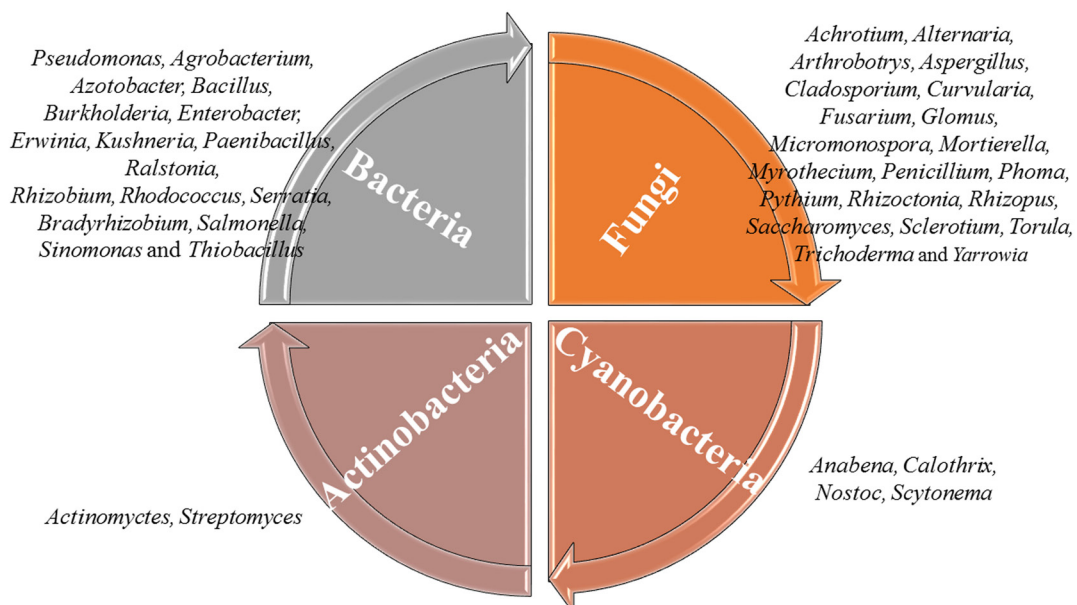 Pseudomonas, Agrobacterium,
Azotobacter, Bacillus,
Burkholderia, Enterobacter,
Erwinia, Kushneria, Paenibacillus,
Ralstonia,
Rhizobium, Rhodococcus, Serratia,
Bradyrhizobium, Salmonella,
Sinomonas and Thiobacillus
Bacteria
Fungi
Achrotium, Alternaria,
Arthrobotrys, Aspergillus,
Cladosporium, Curvularia,
Fusarium, Glomus,
Micromonospora, Mortierella,
Myrothecium, Penicillium, Phoma,
Pythium, Rhizoctonia, Rhizopus,
Saccharomyces, Sclerotium, Torula,
Trichoderma and Yarrowia
Actinobacteria
Actinomyctes, Streptomyces
Cyanobacteria
Anabena, Calothrix,
Nostoc, Scytonema